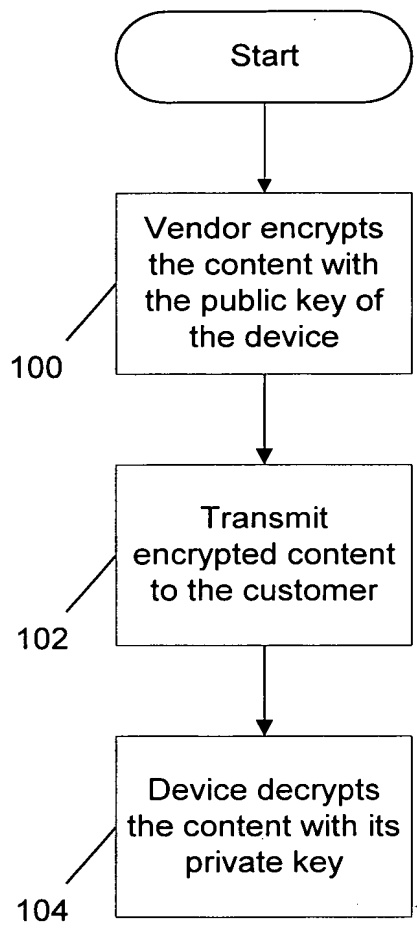 Start
Vendor encrypts
the content with
the public key of
the device
100
Transmit
encrypted content
to the customer
102
Device decrypts
the content with its
private key
104